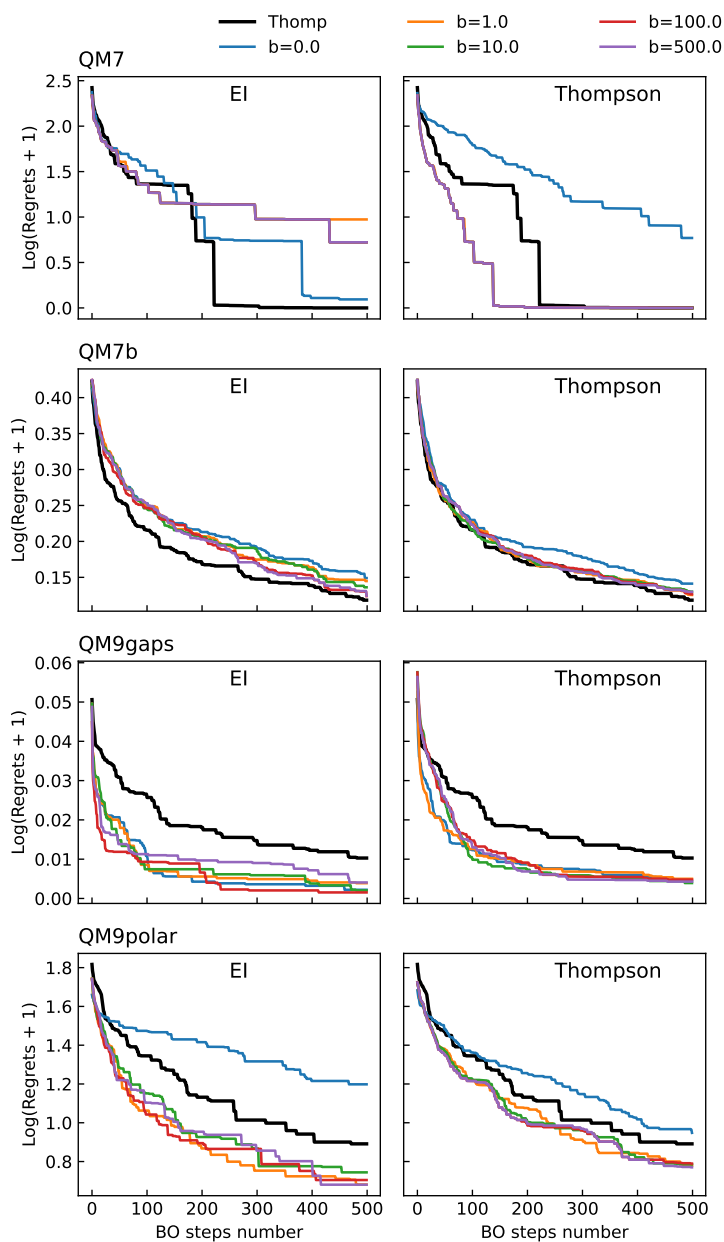 Thomp b=1.0 b=100.0
b=0.0 b=10.0 b=500.0
QM7
EI Thompson
Log(Regrets + 1)
2.5
2.0
1.5
1.0
0.5
0.0
QM7b
EI Thompson
Log(Regrets + 1)
0.40
0.35
0.30
0.25
0.20
0.15
QM9gaps
EI Thompson
Log(Regrets + 1)
0.06
0.05
0.04
0.03
0.02
0.01
0.00
QM9polar
EI Thompson
Log(Regrets + 1)
1.8
1.6
1.4
1.2
1.0
0.8
0 100 200 300 400 500 0 100 200 300 400 500
BO steps number BO steps number